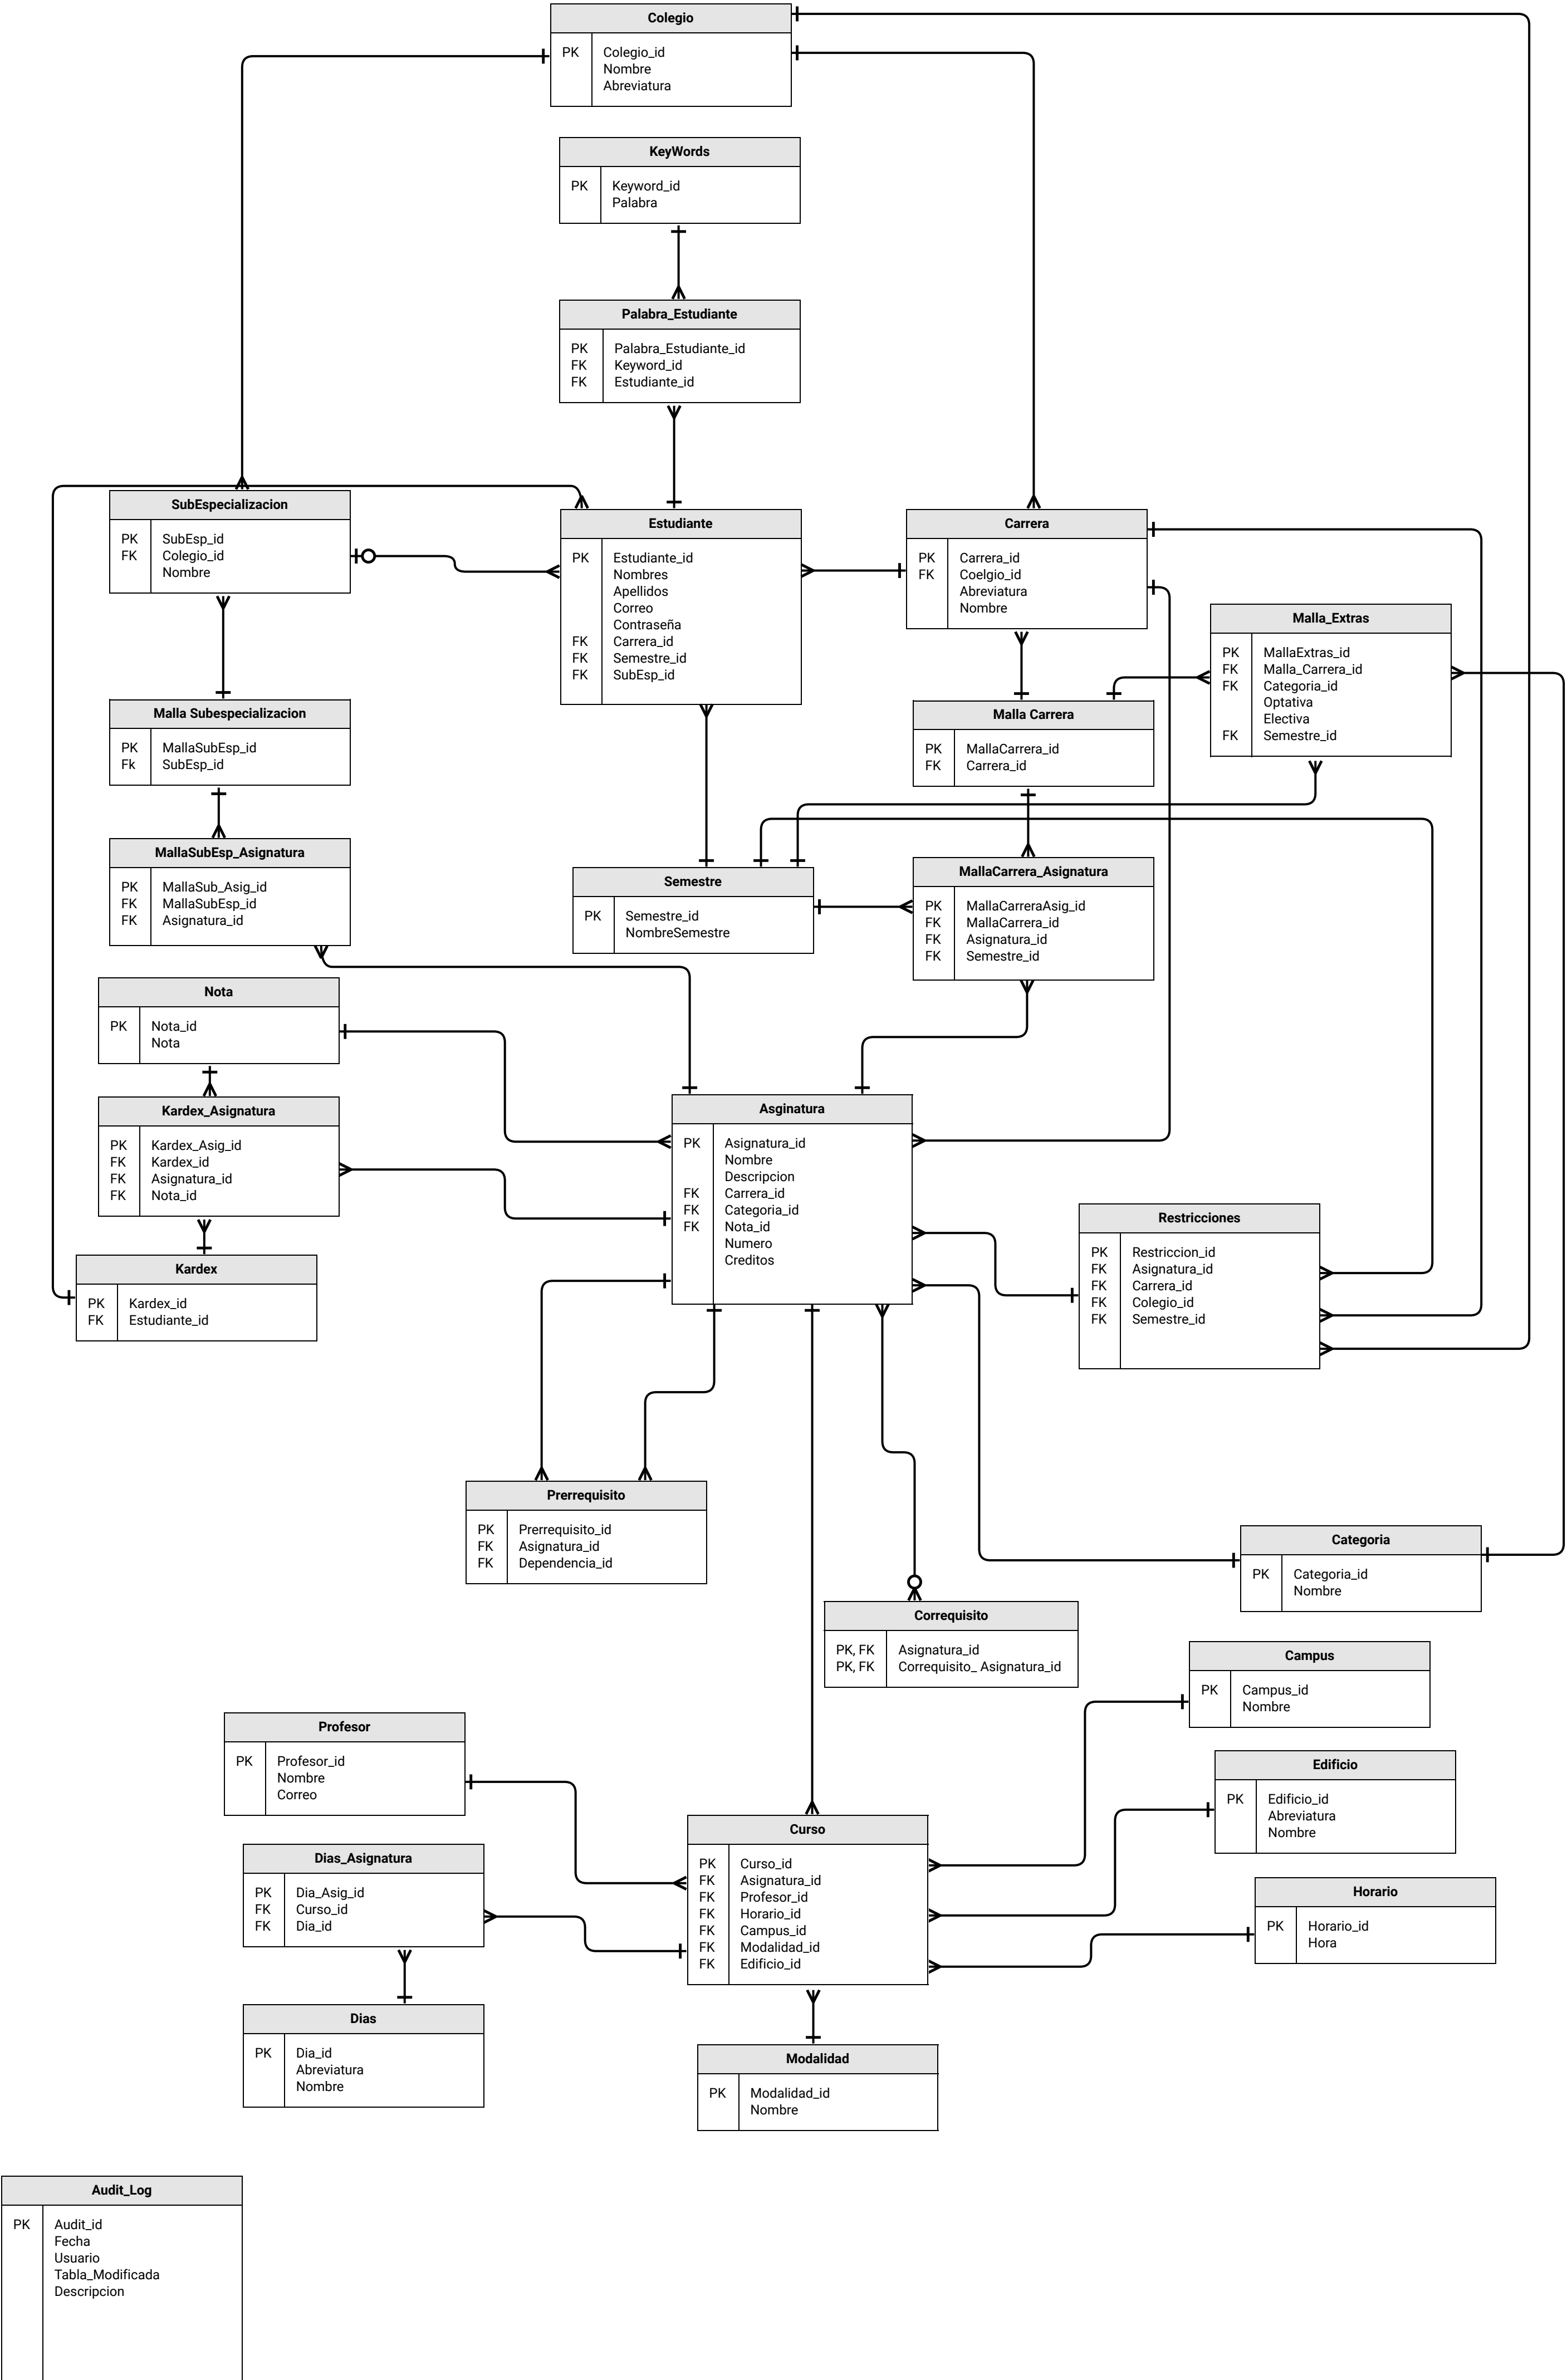 Colegio
PK Colegio_id
Nombre
Abreviatura
KeyWords
PK Keyword_id
Palabra
Palabra_Estudiante
PK Palabra_Estudiante_id
FK Keyword_id
FK Estudiante_id
SubEspecializacion
PK SubEsp_id
FK Colegio_id
Nombre
Estudiante
PK Estudiante_id
Nombres
Apellidos
Correo
Contraseña
FK Carrera_id
FK Semestre_id
FK SubEsp_id
Carrera
PK Carrera_id
FK Coelgio_id
Abreviatura
Nombre
Malla_Extras
PK MallaExtras_id
FK Malla_Carrera_id
FK Categoria_id
Optativa
Electiva
FK Semestre_id
Malla Subespecializacion
PK MallaSubEsp_id
Fk SubEsp_id
Malla Carrera
PK MallaCarrera_id
FK Carrera_id
MallaSubEsp_Asignatura
PK MallaSub_Asig_id
FK MallaSubEsp_id
FK Asignatura_id
Semestre
PK Semestre_id
NombreSemestre
MallaCarrera_Asignatura
PK MallaCarreraAsig_id
FK MallaCarrera_id
FK Asignatura_id
FK Semestre_id
Nota
PK Nota_id
Nota
Kardex_Asignatura
PK Kardex_Asig_id
FK Kardex_id
FK Asignatura_id
FK Nota_id
Asginatura
PK Asignatura_id
Nombre
Descripcion
FK Carrera_id
FK Categoria_id
FK Nota_id
Numero
Creditos
Restricciones
PK Restriccion_id
FK Asignatura_id
FK Carrera_id
FK Colegio_id
FK Semestre_id
Kardex
PK Kardex_id
FK Estudiante_id
Prerrequisito
PK Prerrequisito_id
FK Asignatura_id
FK Dependencia_id
Categoria
PK Categoria_id
Nombre
Correquisito
PK, FK Asignatura_id
PK, FK Correquisito_ Asignatura_id
Campus
PK Campus_id
Nombre
Profesor
PK Profesor_id
Nombre
Correo
Edificio
PK Edificio_id
Abreviatura
Nombre
Curso
PK Curso_id
FK Asignatura_id
FK Profesor_id
FK Horario_id
FK Campus_id
FK Modalidad_id
FK Edificio_id
Dias_Asignatura
PK Dia_Asig_id
FK Curso_id
FK Dia_id
Horario
PK Horario_id
Hora
Dias
PK Dia_id
Abreviatura
Nombre
Modalidad
PK Modalidad_id
Nombre
Audit_Log
PK Audit_id
Fecha
Usuario
Tabla_Modificada
Descripcion